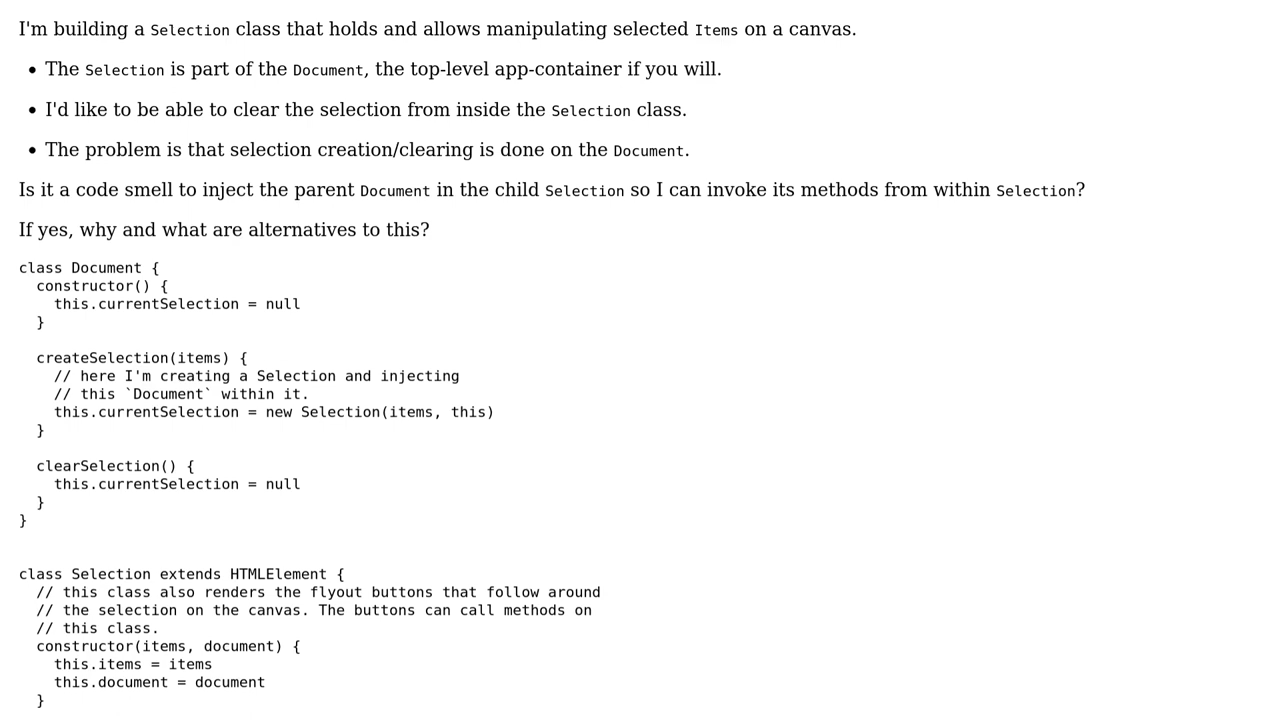 I'm building a Selection class that holds and allows manipulating selected Items on a canvas.
• The Selection is part of the Document, the top-level app-container if you will.
• I'd like to be able to clear the selection from inside the Selection class.
• The problem is that selection creation/clearing is done on the Document.
Is it a code smell to inject the parent Document in the child Selection so I can invoke its methods from within Selection?
If yes, why and what are alternatives to this?
class Document {
  constructor() {
    this.currentSelection = null
  }

  createSelection(items) {
    // here I'm creating a Selection and injecting
    // this `Document` within it.
    this.currentSelection = new Selection(items, this)
  }

  clearSelection() {
    this.currentSelection = null
  }
}


class Selection extends HTMLElement {
  // this class also renders the flyout buttons that follow around
  // the selection on the canvas. The buttons can call methods on
  // this class.
  constructor(items, document) {
    this.items = items
    this.document = document
  }